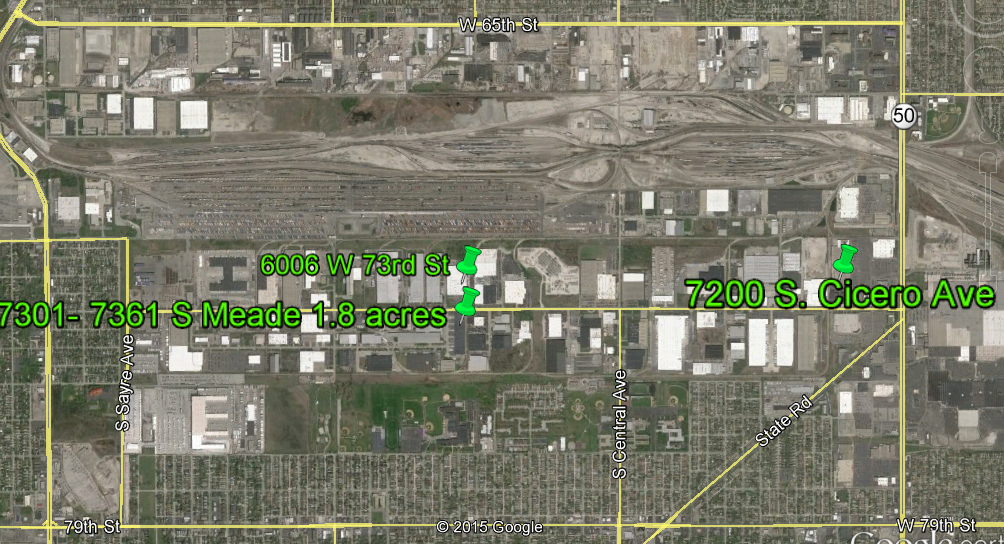 W 65th St
50
6006 W 73rd St
7200 S. Cicero Ave
7301- 7361 S Meade 1.8 acres
S Sayre Ave
S Central Ave
State Rd
79th St
© 2015 Google
W 79th St